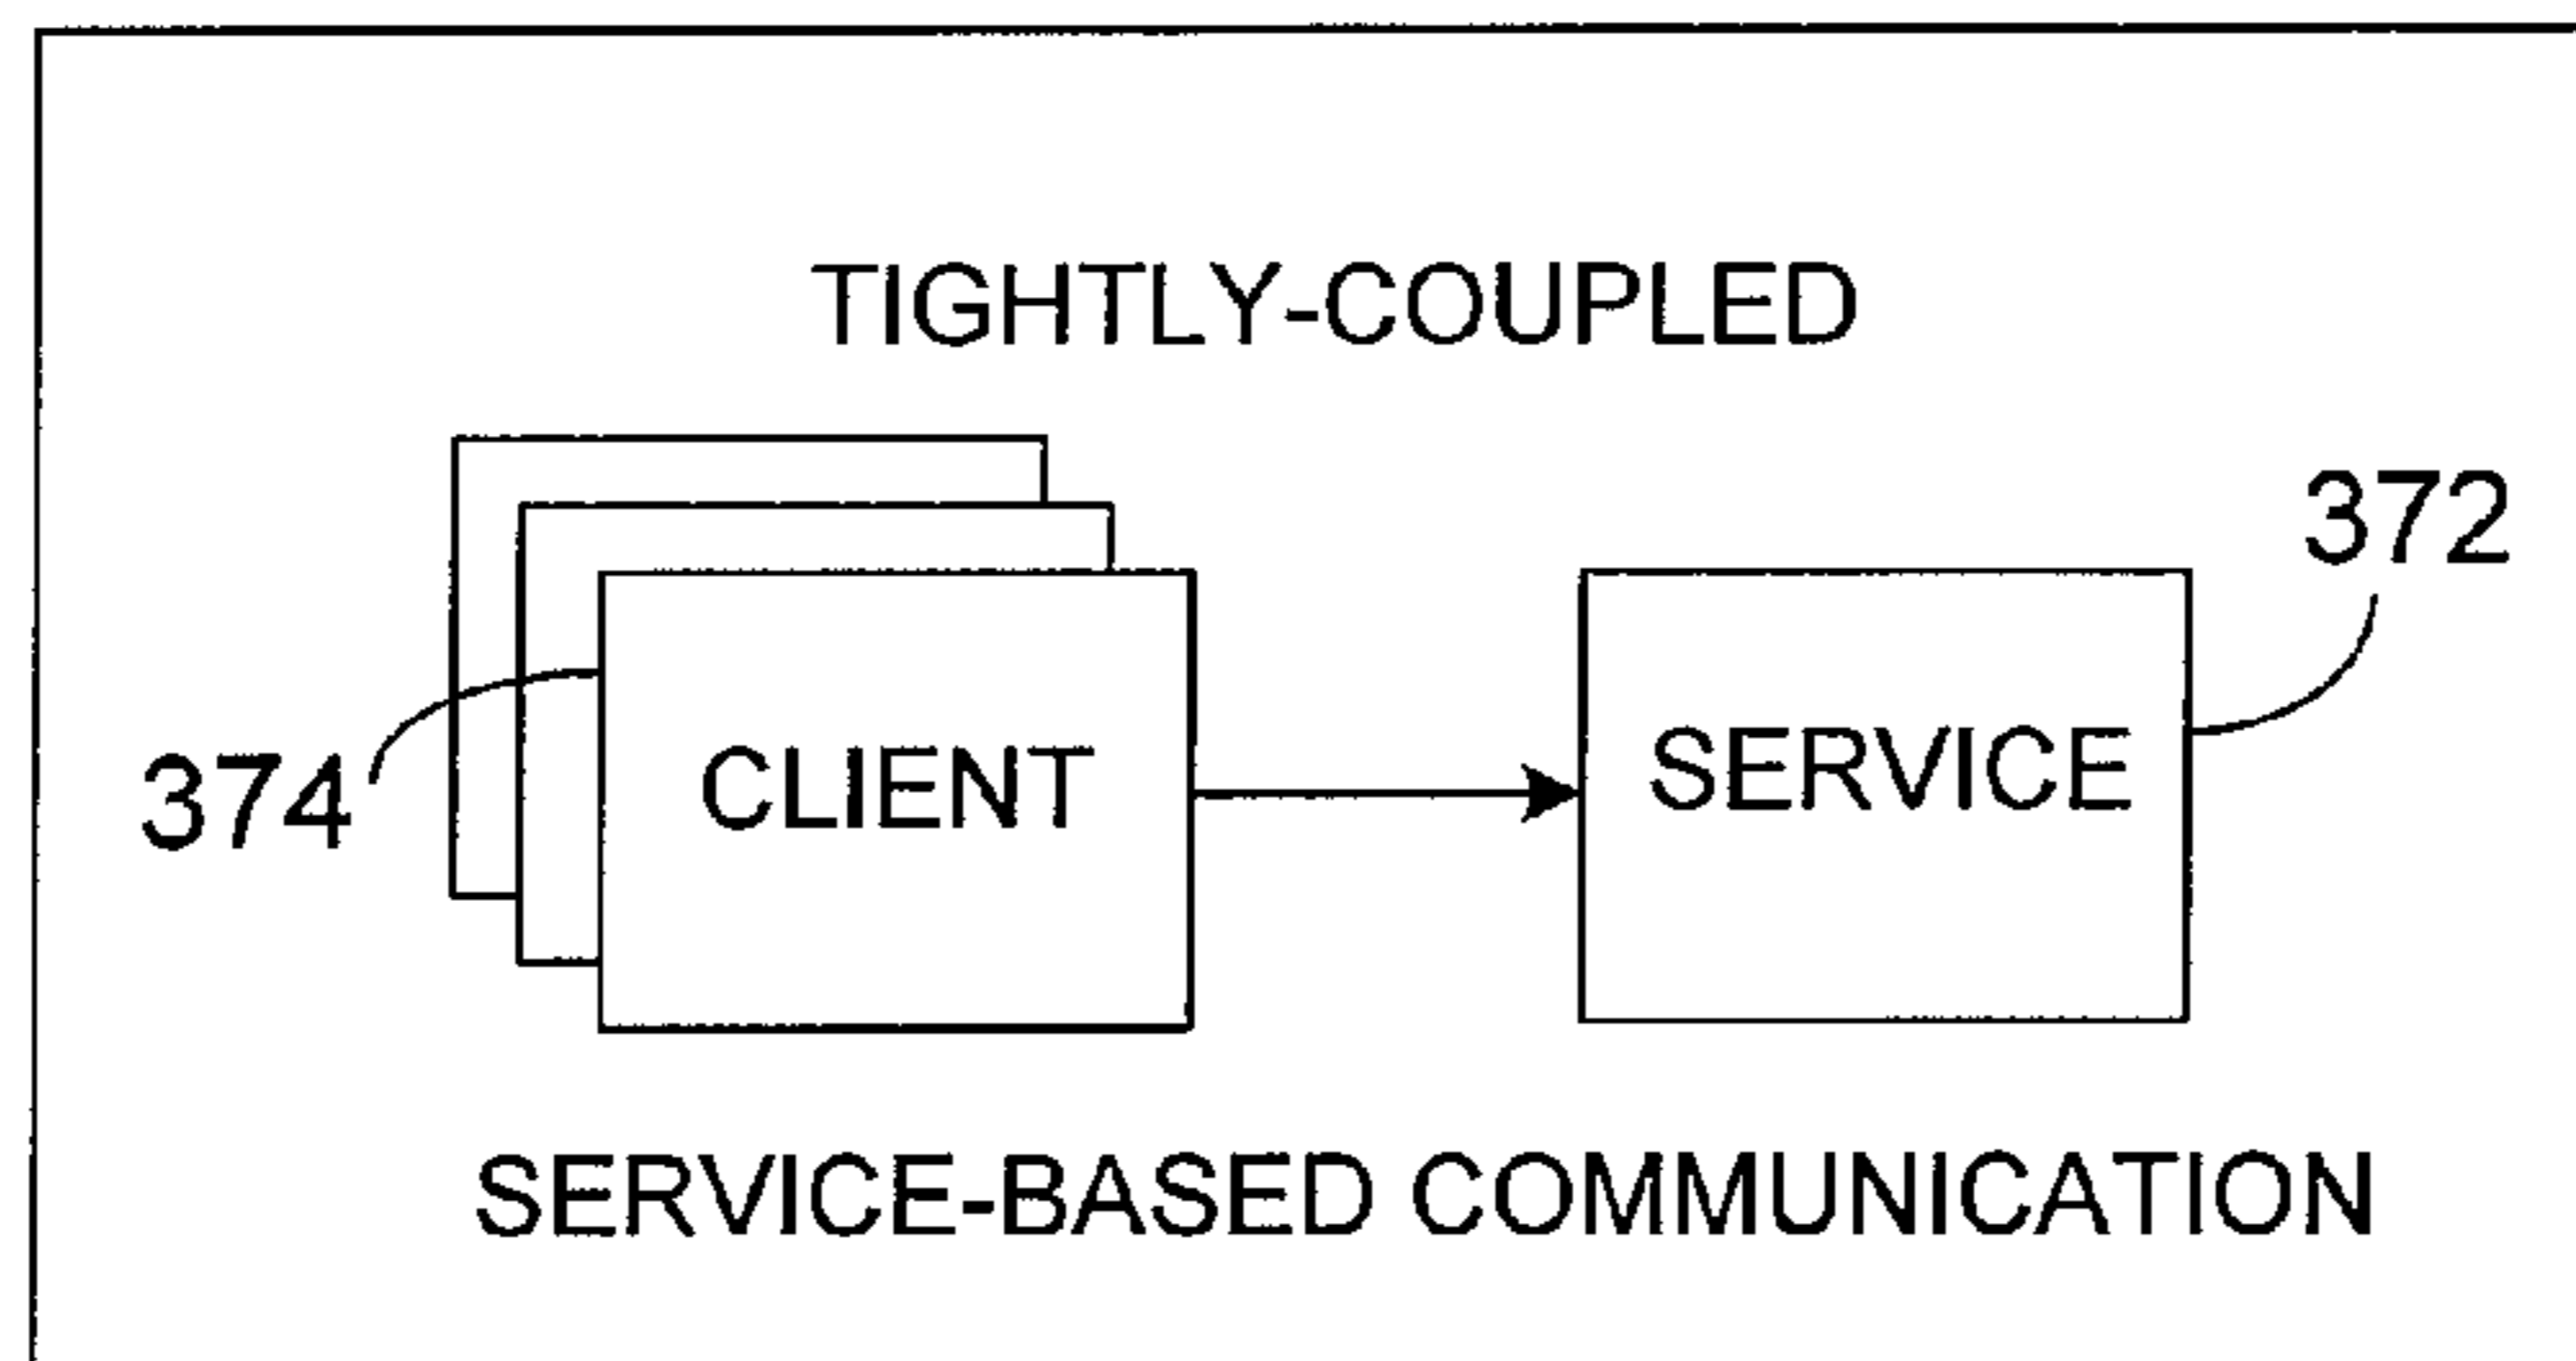 TIGHTLY-COUPLED
372
374
CLIENT
SERVICE
SERVICE-BASED COMMUNICATION